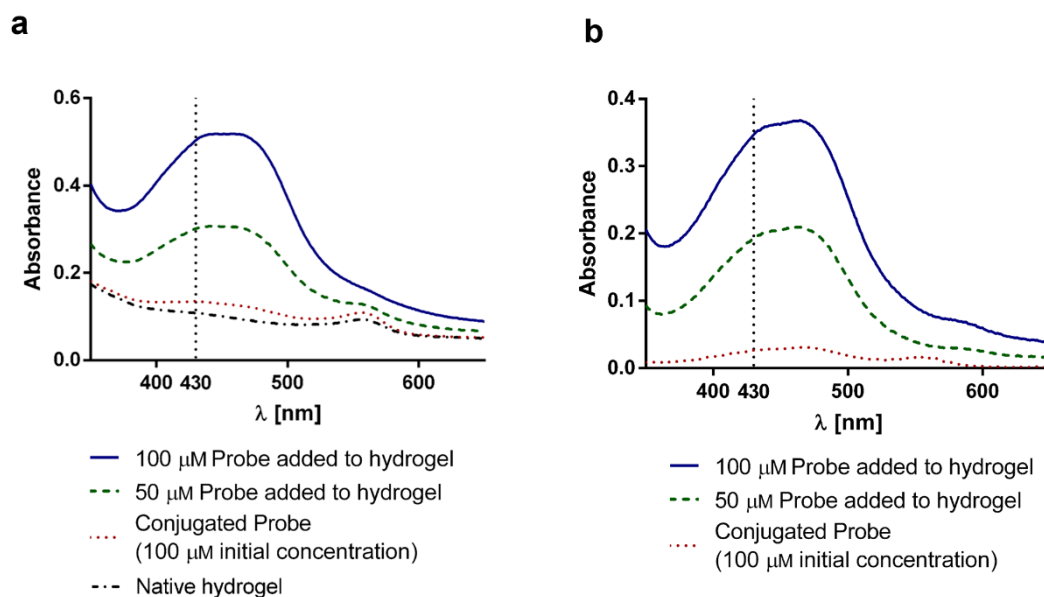 a
0.6
0.4
0.2
0.0
Absorbance
400 430 500 600
λ [nm]
100 μM Probe added to hydrogel
50 μM Probe added to hydrogel
Conjugated Probe
(100 μM initial concentration)
Native hydrogel
b
0.4
0.3
0.2
0.1
0.0
Absorbance
400 430 500 600
λ [nm]
100 μM Probe added to hydrogel
50 μM Probe added to hydrogel
Conjugated Probe
(100 μM initial concentration)